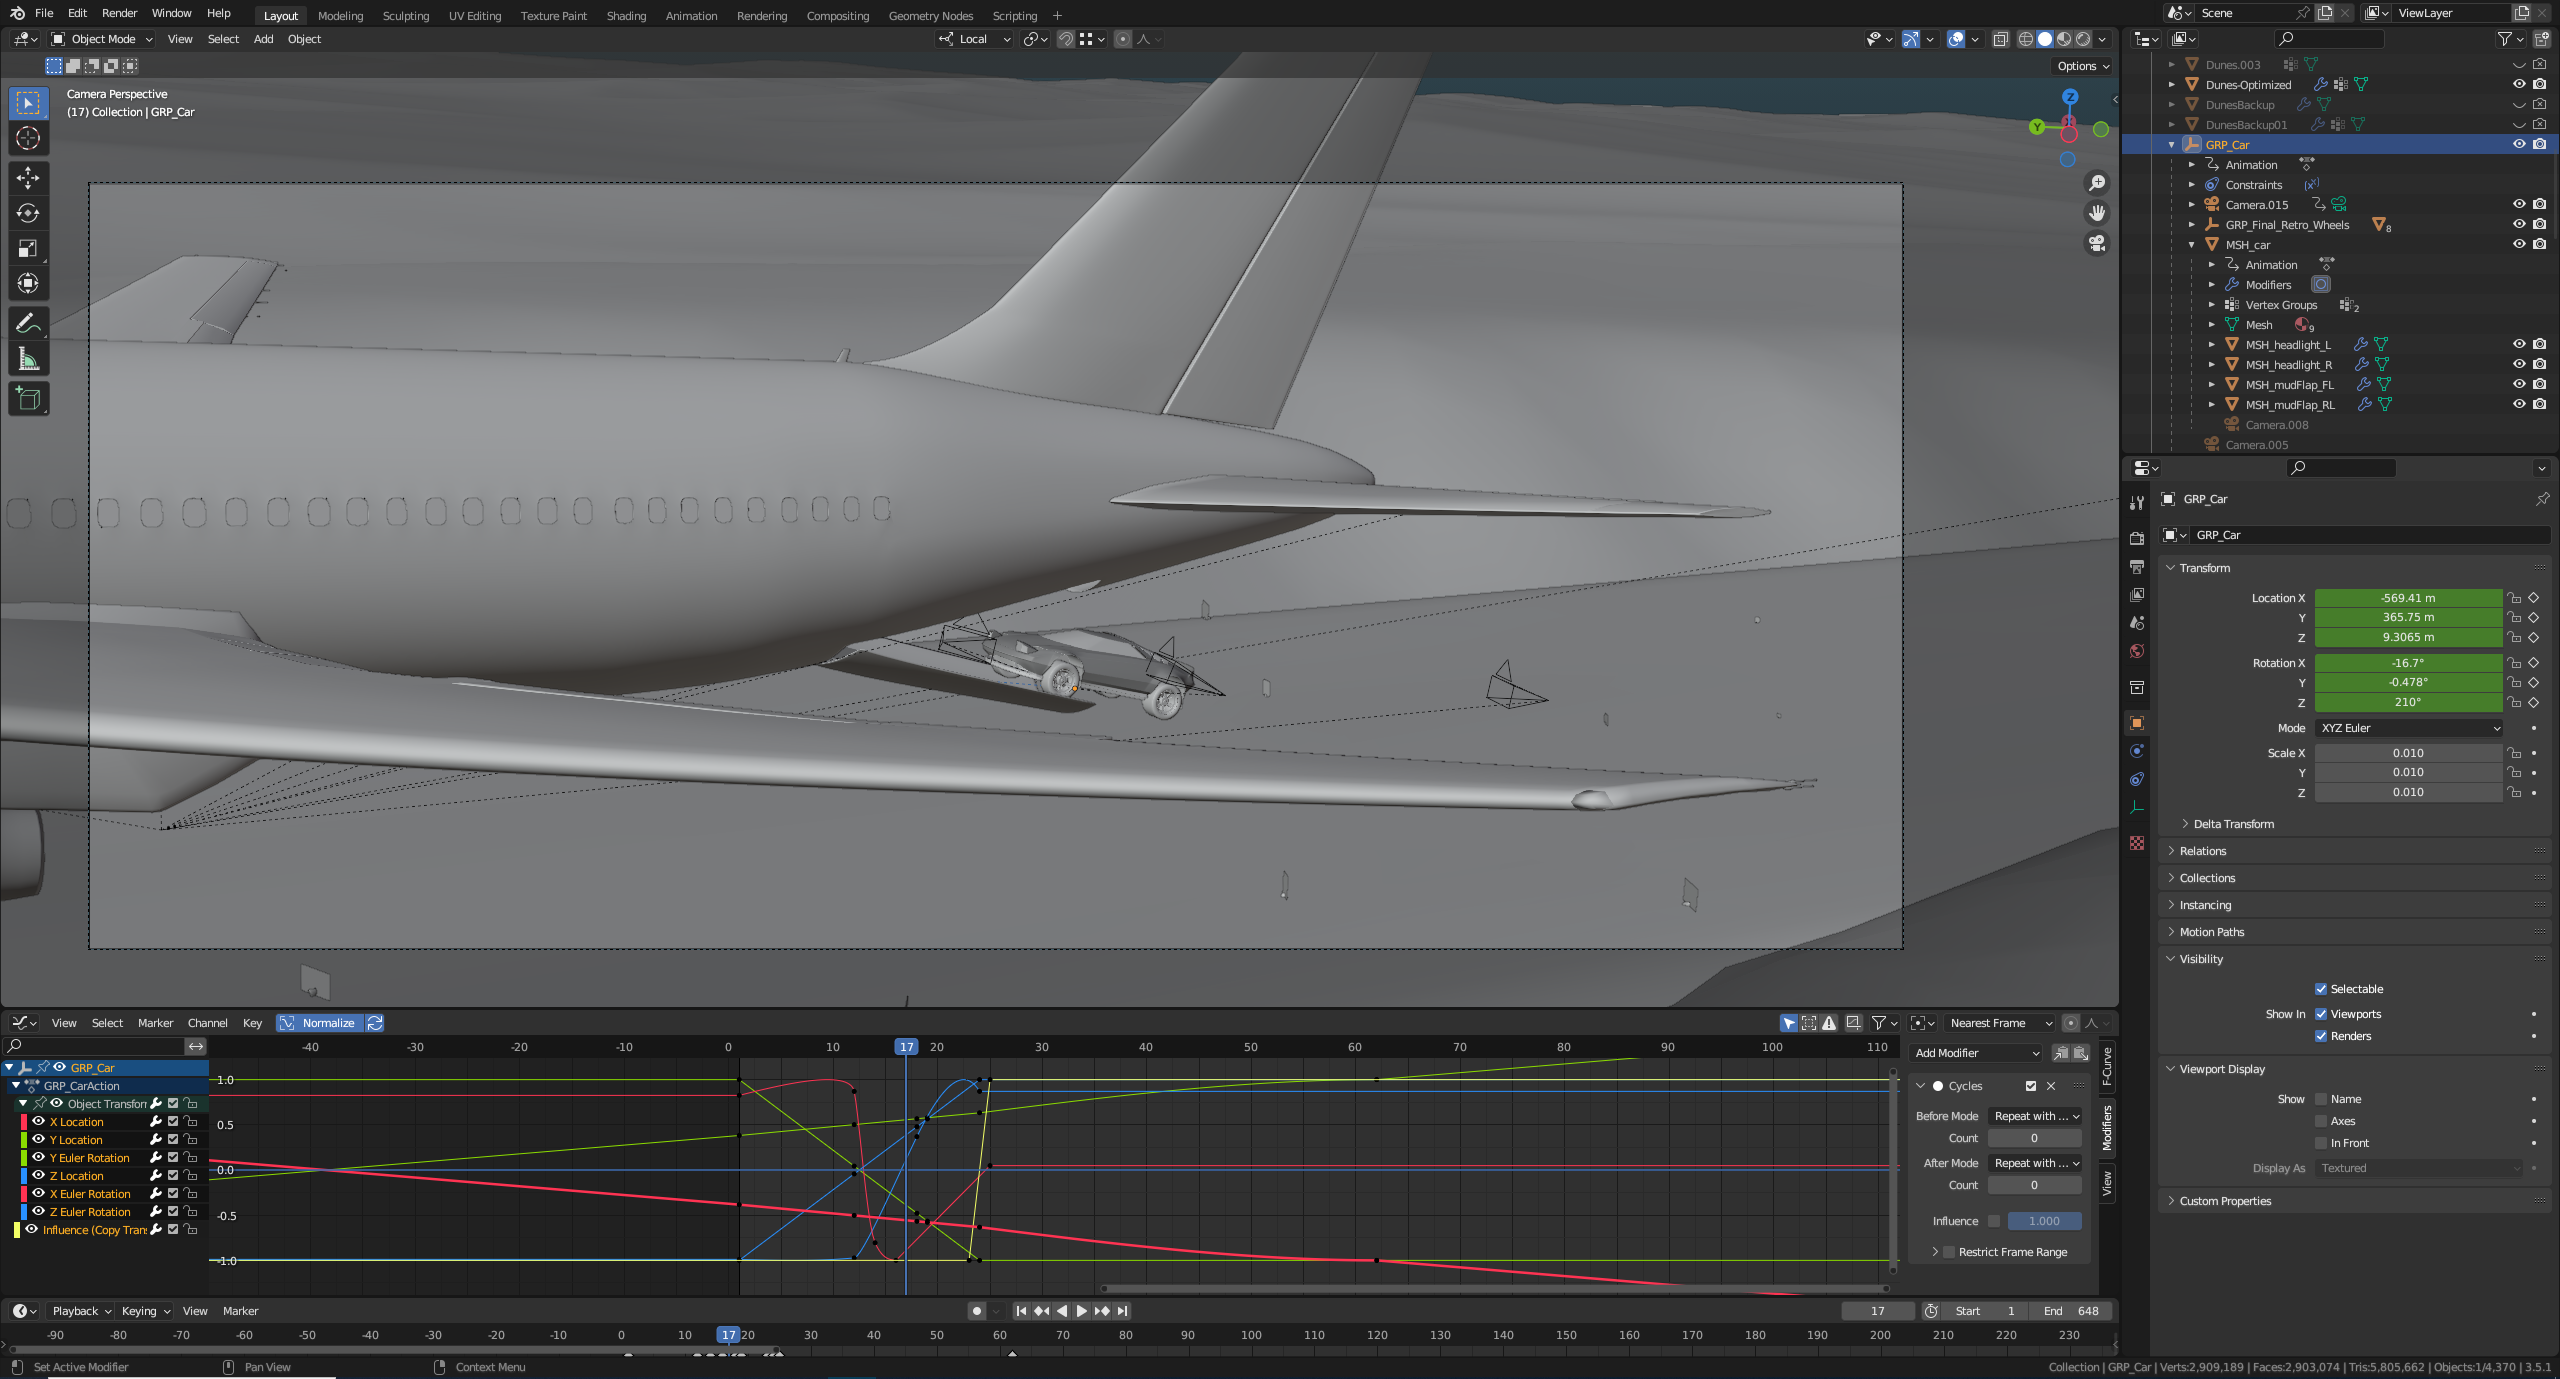 File Edit Render Window Help Layout Modeling Sculpting UV Editing Texture Paint Shading Animation Rendering Compositing Geometry Nodes Scripting + Scene ViewLayer
Object Mode View Select Add Object Local
Options
Camera Perspective
(17) Collection | GRP_Car
Z
Y
Dunes.003
Dunes-Optimized
DunesBackup
DunesBackup01
GRP_Car
Animation
Constraints
Camera.015
GRP_Final_Retro_Wheels 8
MSH_car
Animation
Modifiers
Vertex Groups 2
Mesh 9
MSH_headlight_L
MSH_headlight_R
MSH_mudFlap_FL
MSH_mudFlap_RL
Camera.008
Camera.005
GRP_Car
GRP_Car
Transform
Location X -569.41 m
Y 365.75 m
Z 9.3065 m
Rotation X -16.7°
Y -0.478°
Z 210°
Mode XYZ Euler
Scale X 0.010
Y 0.010
Z 0.010
Delta Transform
Relations
Collections
Instancing
Motion Paths
Visibility
Selectable
Show In Viewports
Renders
Viewport Display
Show Name
Axes
In Front
Display As Textured
Custom Properties
View Select Marker Channel Key Normalize Nearest Frame
-40 -30 -20 -10 0 10 17 20 30 40 50 60 70 80 90 100 110
GRP_Car
GRP_CarAction
Object Transfor
X Location
Y Location
Y Euler Rotation
Z Location
X Euler Rotation
Z Euler Rotation
Influence (Copy Tran
1.0
0.5
0.0
-0.5
-1.0
Add Modifier
Cycles
Before Mode Repeat with ...
Count 0
After Mode Repeat with ...
Count 0
Influence 1.000
Restrict Frame Range
F-Curve
Modifiers
View
Playback Keying View Marker 17 Start 1 End 648
-90 -80 -70 -60 -50 -40 -30 -20 -10 0 10 17 20 30 40 50 60 70 80 90 100 110 120 130 140 150 160 170 180 190 200 210 220 230
Set Active Modifier Pan View Context Menu Collection | GRP_Car | Verts:2,909,189 | Faces:2,903,074 | Tris:5,805,662 | Objects:1/4,370 | 3.5.1